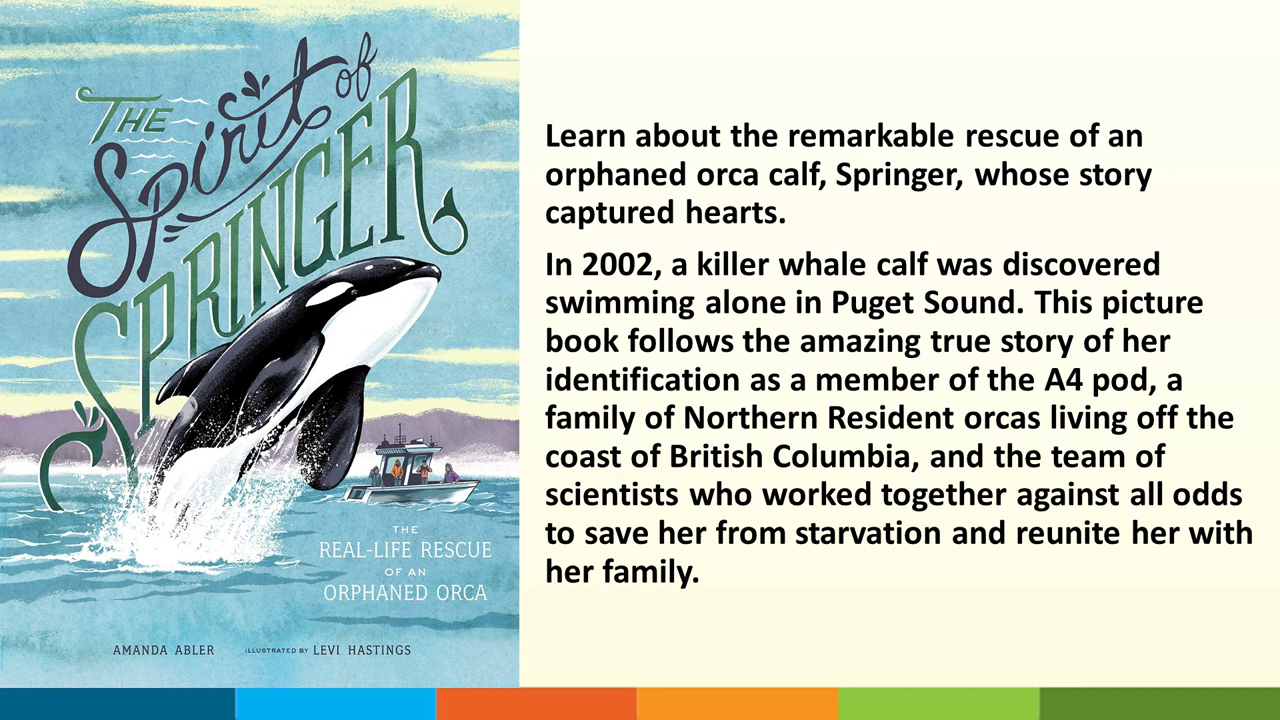 THE
Spirit of
SPRINGER
THE
REAL-LIFE RESCUE
OF AN
ORPHANED ORCA
AMANDA ABLER ILLUSTRATED BY LEVI HASTINGS
Learn about the remarkable rescue of an
orphaned orca calf, Springer, whose story
captured hearts.
In 2002, a killer whale calf was discovered
swimming alone in Puget Sound. This picture
book follows the amazing true story of her
identification as a member of the A4 pod, a
family of Northern Resident orcas living off the
coast of British Columbia, and the team of
scientists who worked together against all odds
to save her from starvation and reunite her with
her family.